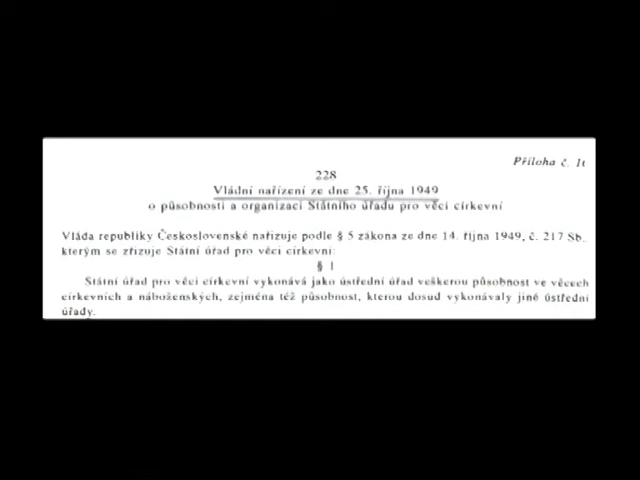 Příloha č. 1t
228
Vládní nařízení ze dne 25. října 1949
o působnosti a organizaci Státního úřadu pro věci církevní
Vláda republiky Československé nařizuje podle § 5 zákona ze dne 14. října 1949, č. 217 Sb.
kterým se zřizuje Státní úřad pro věci církevní:
§ 1
Státní úřad pro věci církevní vykonává jako ústřední úřad veškerou působnost ve věcech
církevních a náboženských, zejména též působnost, kterou dosud vykonávaly jiné ústřední
úřady.